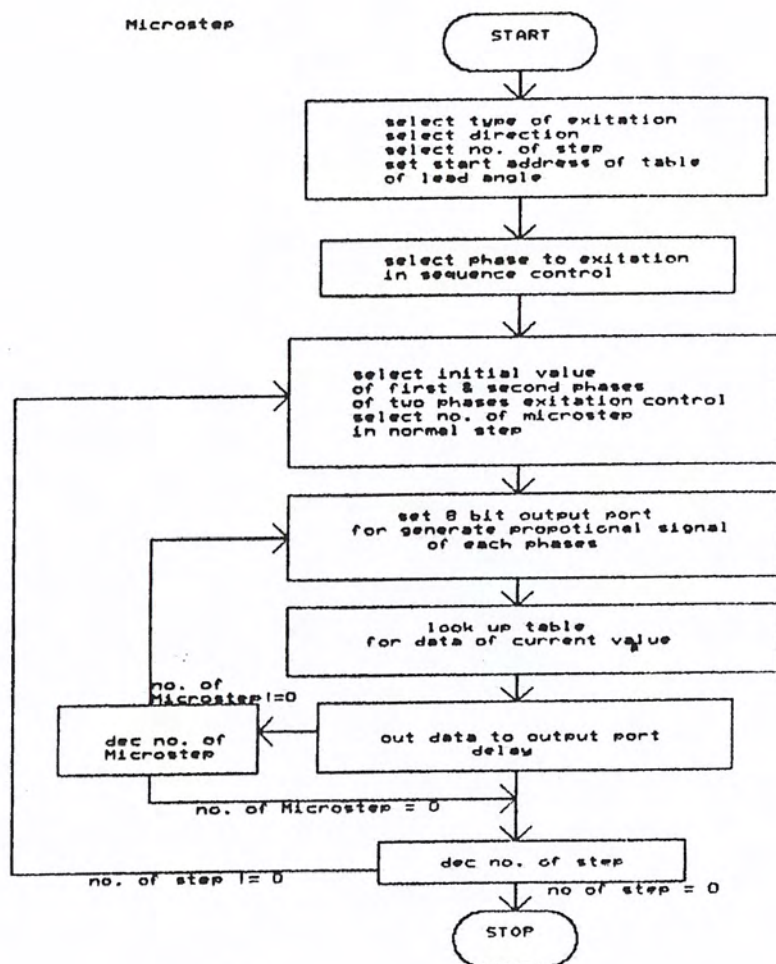 Microstep
START
select type of exitation
select direction
select no. of step
set start address of table
of lead angle
select phase to exitation
in sequence control
select initial value
of first & second phases
of two phases exitation control
select no. of microstep
in normal step
set 8 bit output port
for generate propotional signal
of each phases
look up table
for data of current value
no. of
Microstep!=0
dec no. of
Microstep
out data to output port
delay
no. of Microstep = 0
dec no. of step
no. of step != 0
no of step = 0
STOP